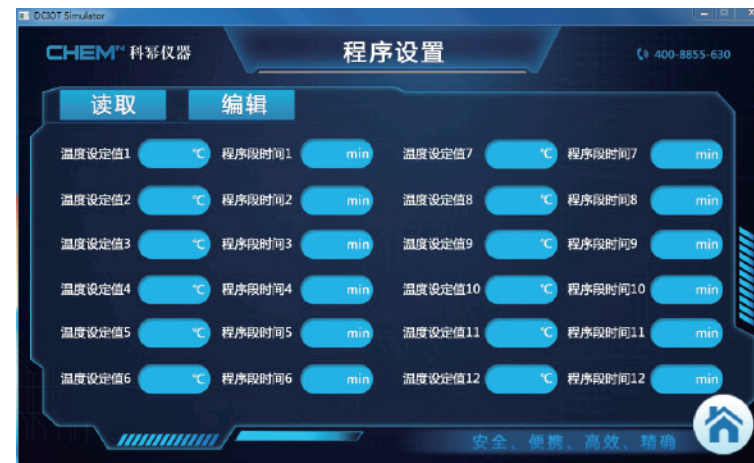 DCIOT Simulator
CHEM™ 科幂仪器 程序设置 400-8855-630
读取 编辑
温度设定值1 ℃ 程序段时间1 min 温度设定值7 ℃ 程序段时间7 min
温度设定值2 ℃ 程序段时间2 min 温度设定值8 ℃ 程序段时间8 min
温度设定值3 ℃ 程序段时间3 min 温度设定值9 ℃ 程序段时间9 min
温度设定值4 ℃ 程序段时间4 min 温度设定值10 ℃ 程序段时间10 min
温度设定值5 ℃ 程序段时间5 min 温度设定值11 ℃ 程序段时间11 min
温度设定值6 ℃ 程序段时间6 min 温度设定值12 ℃ 程序段时间12 min
安全、便携、高效、精确